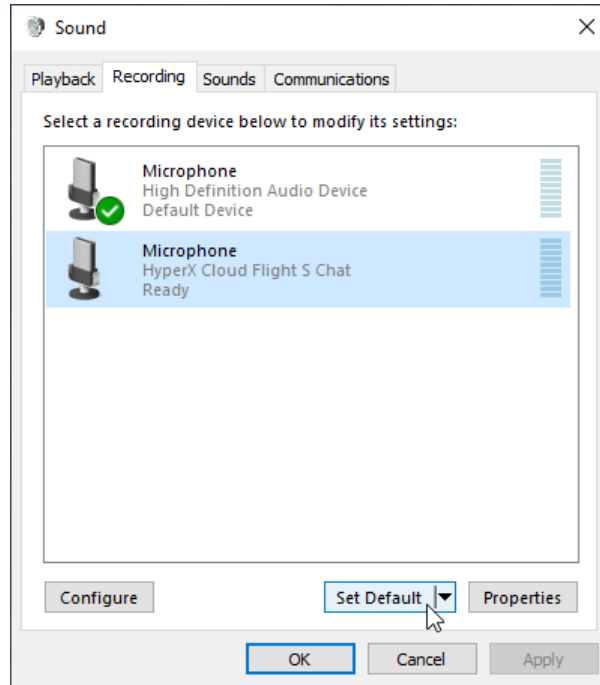 Sound
Playback Recording Sounds Communications
Select a recording device below to modify its settings:
Microphone
High Definition Audio Device
Default Device
Microphone
HyperX Cloud Flight S Chat
Ready
Configure Set Default Properties
OK Cancel Apply